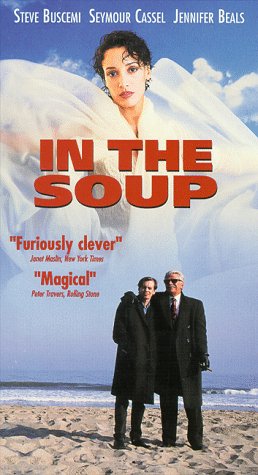 STEVE BUSCEMI SEYMOUR CASSEL JENNIFER BEALS
IN THE
SOUP
"Furiously clever"
Janet Maslin, New York Times
"Magical"
Peter Travers, Rolling Stone